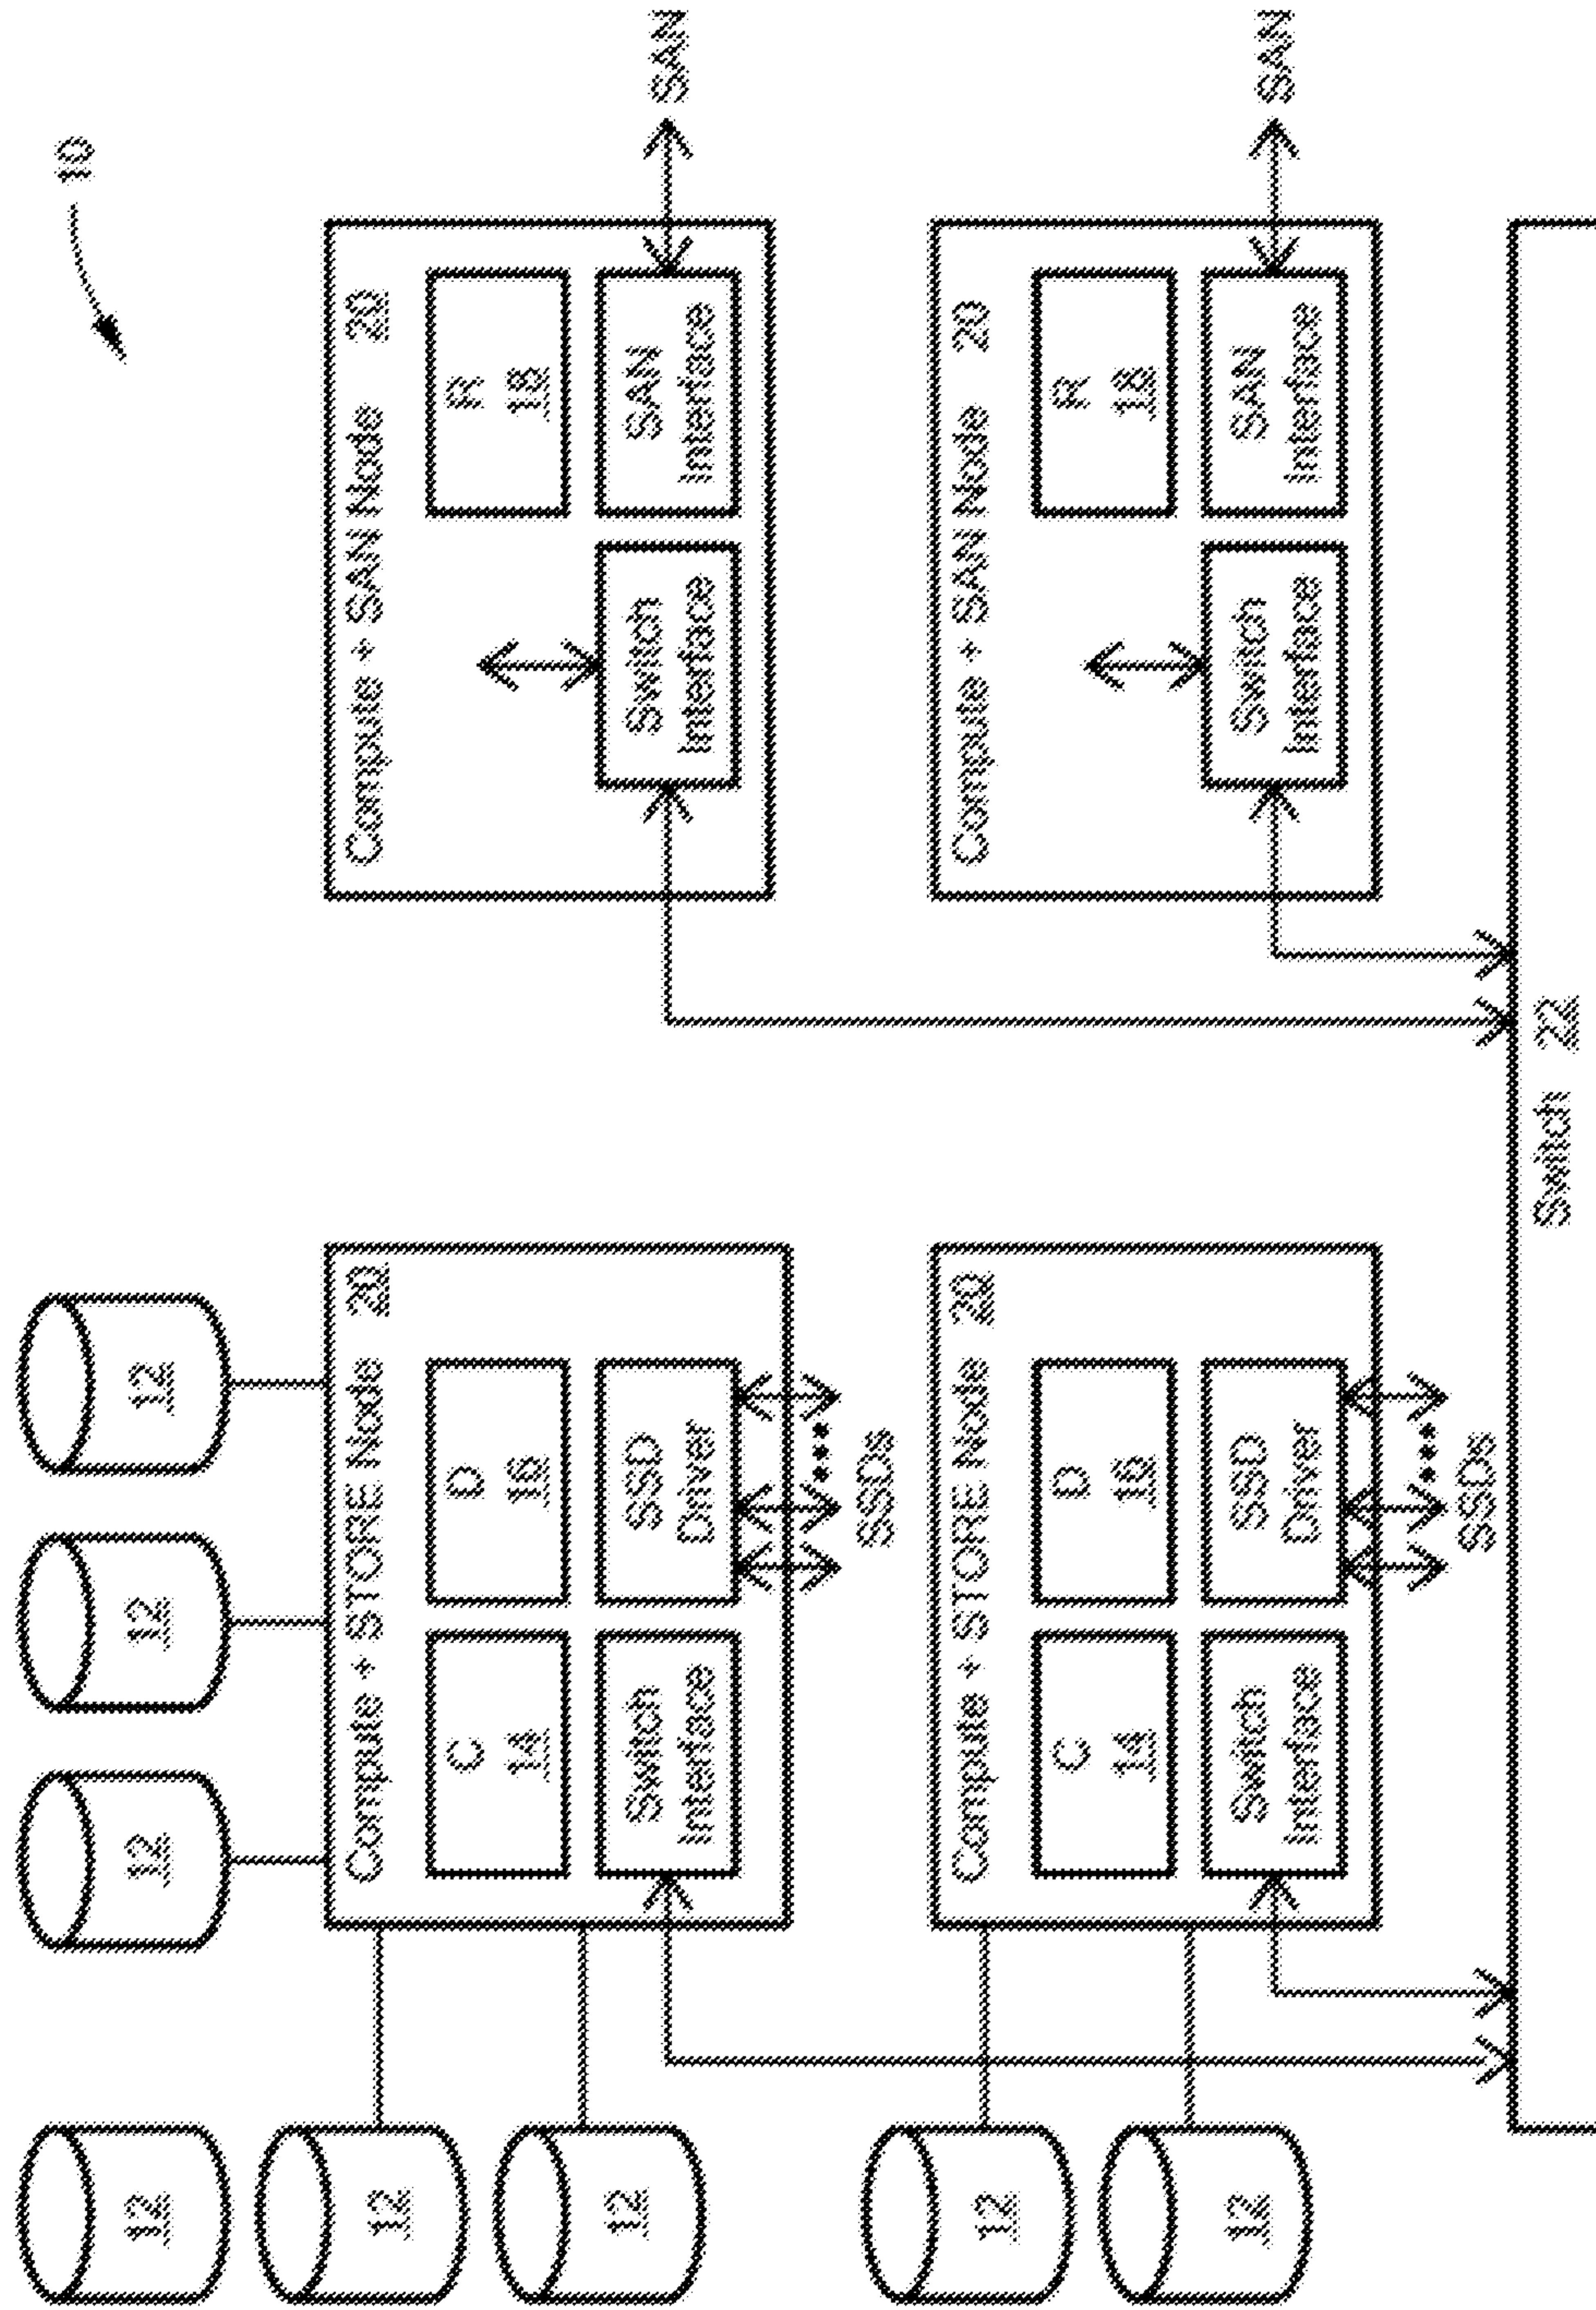 10
12
12
12
12
12
12
Compute + STORE Node 20
C
14
D
16
Switch
Interface
SSD
Driver
SSDs
Compute + SAN Node 20
R
18
Switch
Interface
SAN
Interface
SAN
12
12
Compute + STORE Node 20
C
14
D
16
Switch
Interface
SSD
Driver
SSDs
Compute + SAN Node 20
R
18
Switch
Interface
SAN
Interface
SAN
Switch 22